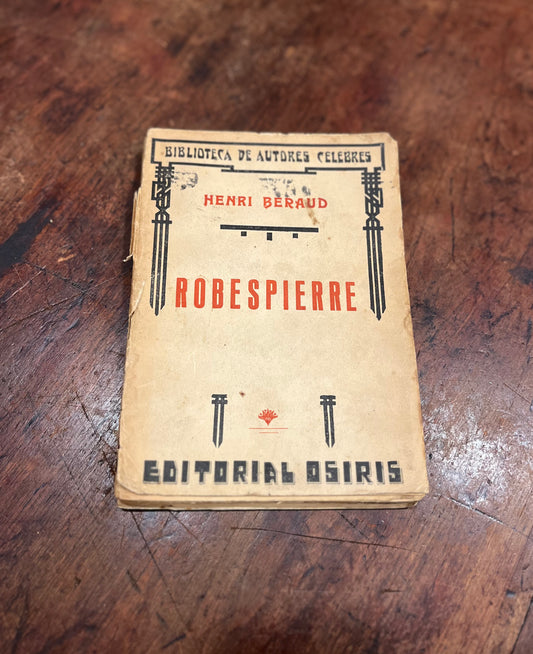 BIBLIOTECA DE AUTORES CELEBRES
HENRI BERAUD
ROBESPIERRE
EDITORIAL OSIRIS